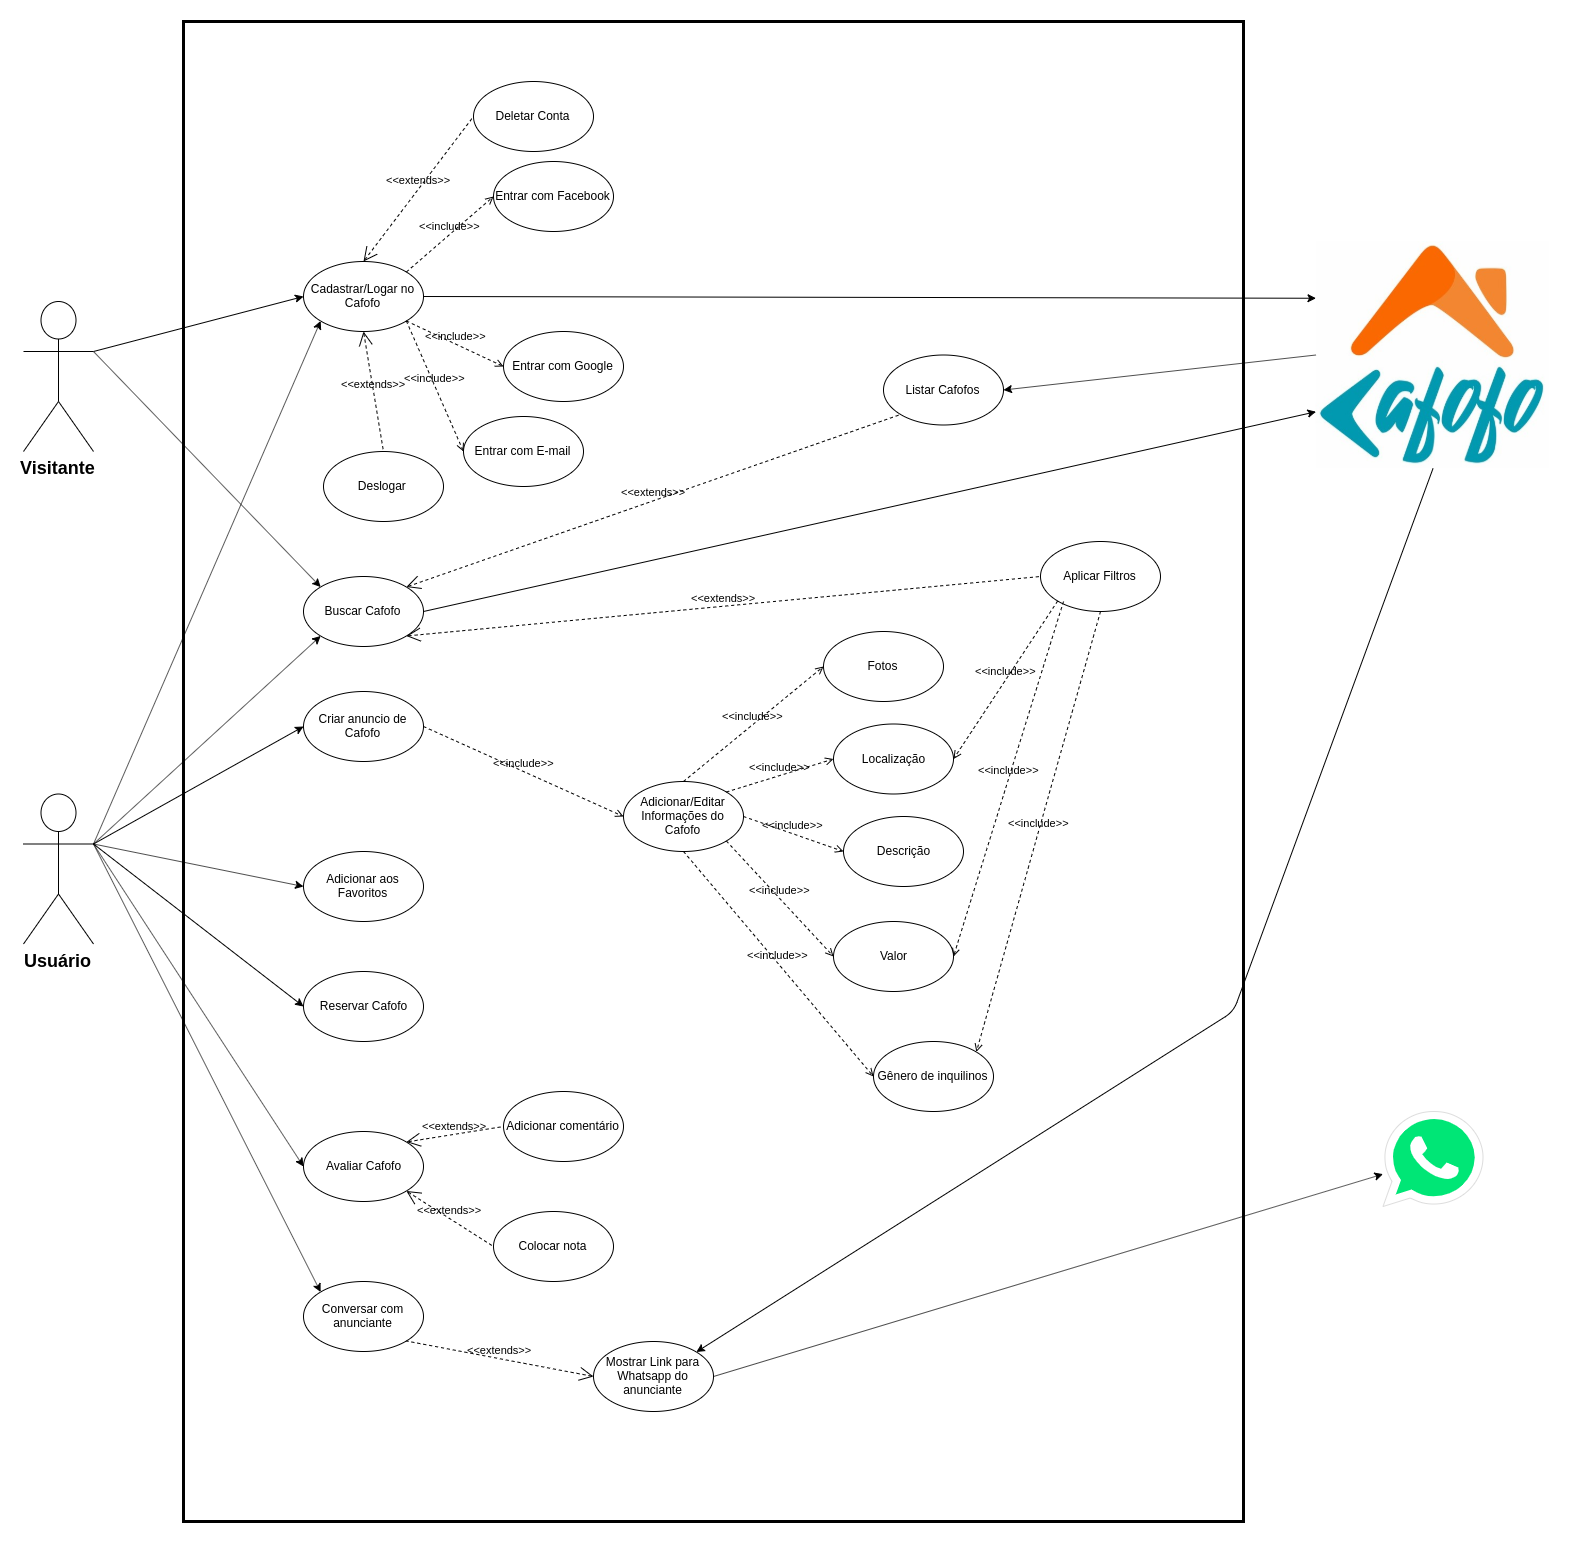 Deletar Conta
<<extends>>
Entrar com Facebook
<<include>>
Cadastrar/Logar no
Cafofo
<<include>>
Entrar com Google
<<extends>>
<<include>>
Entrar com E-mail
Deslogar
Visitante
Listar Cafofos
Cafofo
<<extends>>
Aplicar Filtros
<<extends>>
Buscar Cafofo
Fotos
<<include>>
<<include>>
Criar anuncio de
Cafofo
<<include>>
<<include>>
Localização
<<include>>
Adicionar/Editar
Informações do
Cafofo
<<include>>
<<include>>
Descrição
Adicionar aos
Favoritos
<<include>>
Usuário
<<include>>
Valor
Reservar Cafofo
Gênero de inquilinos
<<extends>>
Adicionar comentário
Avaliar Cafofo
<<extends>>
Colocar nota
Conversar com
anunciante
<<extends>>
Mostrar Link para
Whatsapp do
anunciante